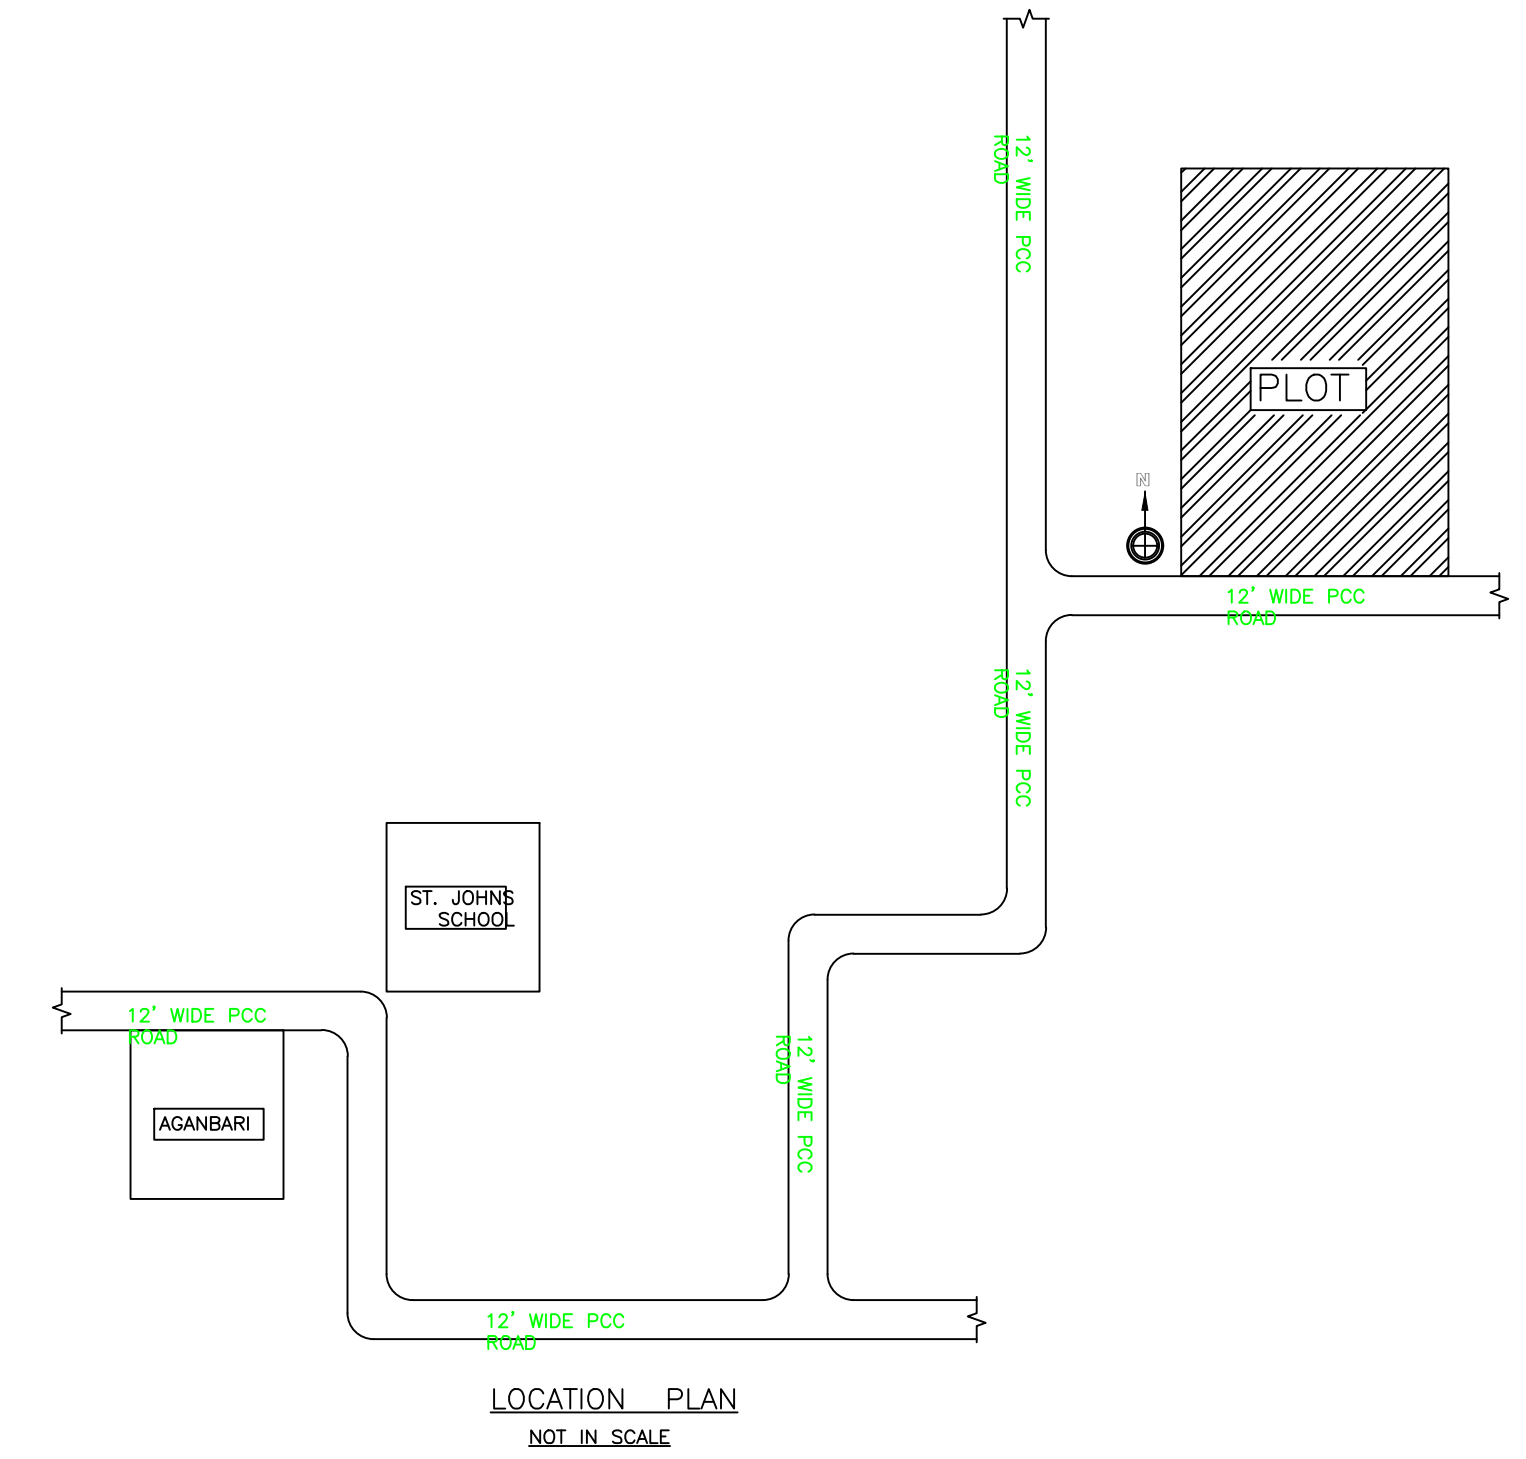 12' WIDE PCC
ROAD
PLOT
N
12' WIDE PCC
ROAD
12' WIDE PCC
ROAD
ST. JOHNS
SCHOOL
12' WIDE PCC
ROAD
12' WIDE PCC
ROAD
AGANBARI
12' WIDE PCC
ROAD
LOCATION PLAN
NOT IN SCALE